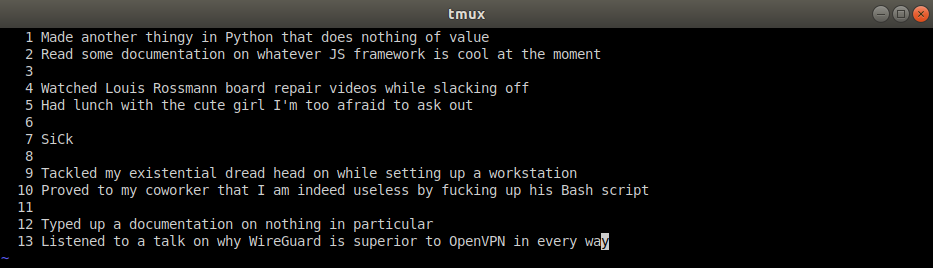 tmux
1 Made another thingy in Python that does nothing of value
2 Read some documentation on whatever JS framework is cool at the moment
3
4 Watched Louis Rossmann board repair videos while slacking off
5 Had lunch with the cute girl I'm too afraid to ask out
6
7 SiCk
8
9 Tackled my existential dread head on while setting up a workstation
10 Proved to my coworker that I am indeed useless by fucking up his Bash script
11
12 Typed up a documentation on nothing in particular
13 Listened to a talk on why WireGuard is superior to OpenVPN in every way
~